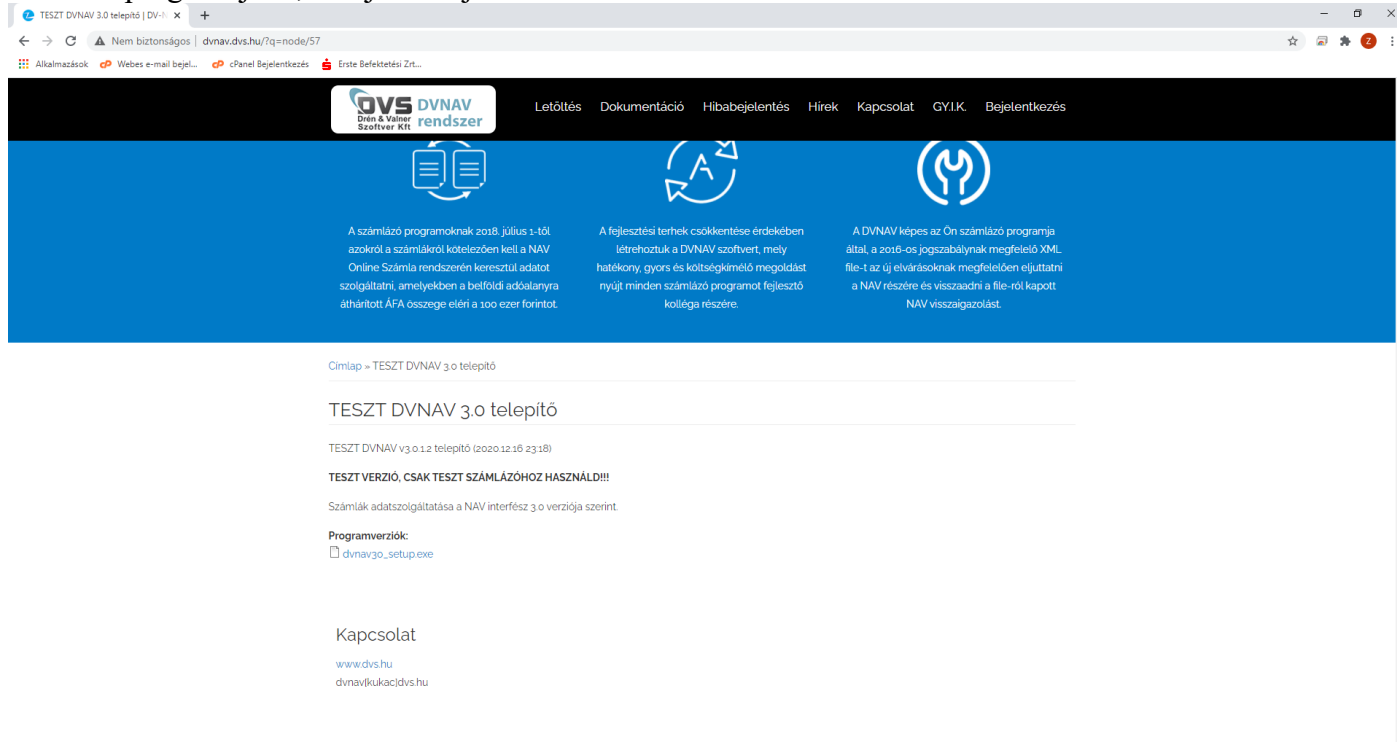 TESZT DVNAV 3.0 telepítő | DV-N
Nem biztonságos | dvnav.dvs.hu/?q=node/57
Z
Alkalmazások Webes e-mail bejel... cPanel Bejelentkezés Erste Befektetési Zrt...
DVS DVNAV
Drén & Valner
Szoftver Kft rendszer
Letöltés Dokumentáció Hibabejelentés Hírek Kapcsolat GY.I.K. Bejelentkezés
A
A számlázó programoknak 2018. július 1-től
azokról a számlákról kötelezően kell a NAV
Online Számla rendszerén keresztül adatot
szolgáltatni, amelyekben a belföldi adóalanyra
áthárított ÁFA összege eléri a 100 ezer forintot.
A fejlesztési terhek csökkentése érdekében
létrehoztuk a DVNAV szoftvert, mely
hatékony, gyors és költségkímélő megoldást
nyújt minden számlázó programot fejlesztő
kolléga részére.
A DVNAV képes az Ön számlázó programja
által, a 2016-os jogszabálynak megfelelő XML
file-t az új elvárásoknak megfelelően eljuttatni
a NAV részére és visszaadni a file-ról kapott
NAV visszaigazolást.
Címlap » TESZT DVNAV 3.0 telepítő
TESZT DVNAV 3.0 telepítő
TESZT DVNAV v3.0.1.2 telepítő (2020.12.16 23:18)
TESZT VERZIÓ, CSAK TESZT SZÁMLÁZÓHOZ HASZNÁLD!!!
Számlák adatszolgáltatása a NAV interfész 3.0 verziója szerint.
Programverziók:
dvnav30_setup.exe
Kapcsolat
www.dvs.hu
dvnav[kukac]dvs.hu